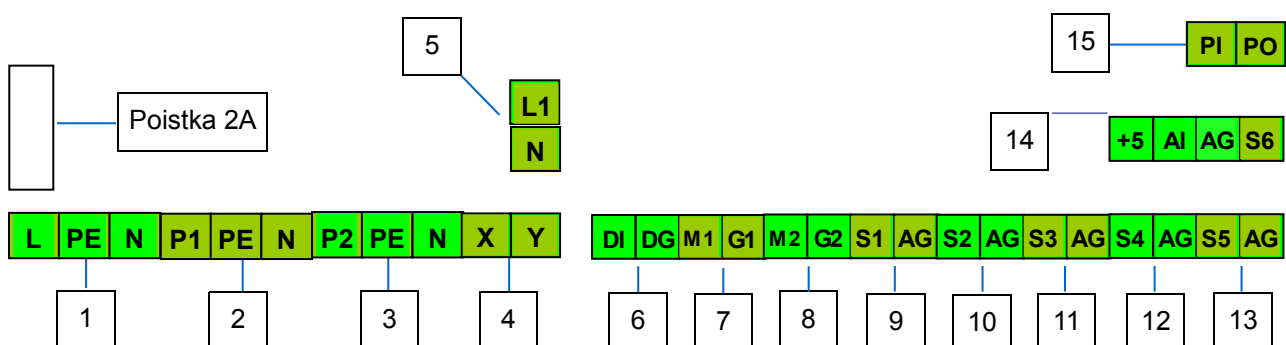 5
15
PI PO
Poistka 2A
L1
N
14
+5 AI AG S6
L PE N P1 PE N P2 PE N X Y
DI DG M1 G1 M2 G2 S1 AG S2 AG S3 AG S4 AG S5 AG
1 2 3 4 6 7 8 9 10 11 12 13